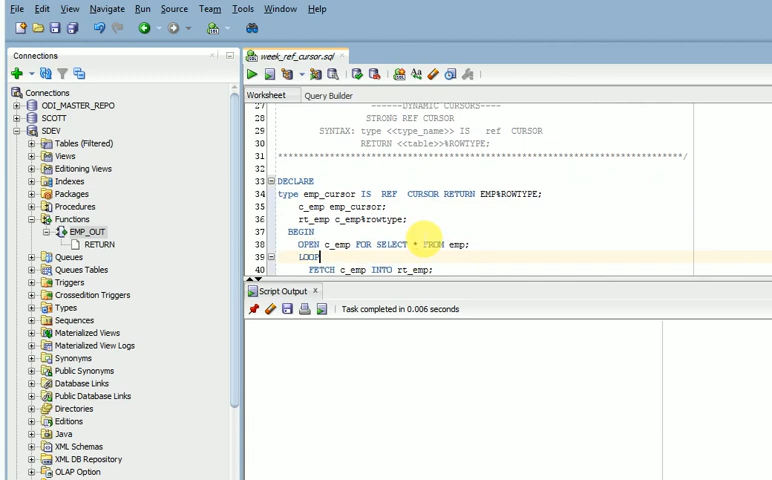 File Edit View Navigate Run Source Team Tools Window Help
Connections
week_ref_cursor.sql
Worksheet Query Builder
Connections
ODI_MASTER_REPO
SCOTT
SDEV
Tables (Filtered)
Views
Editioning Views
Indexes
Packages
Procedures
Functions
EMP_OUT
RETURN
Queues
Queues Tables
Triggers
Crossedition Triggers
Types
Sequences
Materialized Views
Materialized View Logs
Synonyms
Public Synonyms
Database Links
Public Database Links
Directories
Editions
Java
XML Schemas
XML DB Repository
OLAP Option
27 ------DYNAMIC CURSORS----
28 STRONG REF CURSOR
29 SYNTAX: type <<type_name>> IS ref CURSOR
30 RETURN <<table>>%ROWTYPE;
31 *****************************************************************************/
32
33 DECLARE
34 type emp_cursor IS REF CURSOR RETURN EMP%ROWTYPE;
35 c_emp emp_cursor;
36 rt_emp c_emp%rowtype;
37 BEGIN
38 OPEN c_emp FOR SELECT * FROM emp;
39 LOOP
40 FETCH c_emp INTO rt_emp;
Script Output
Task completed in 0.006 seconds